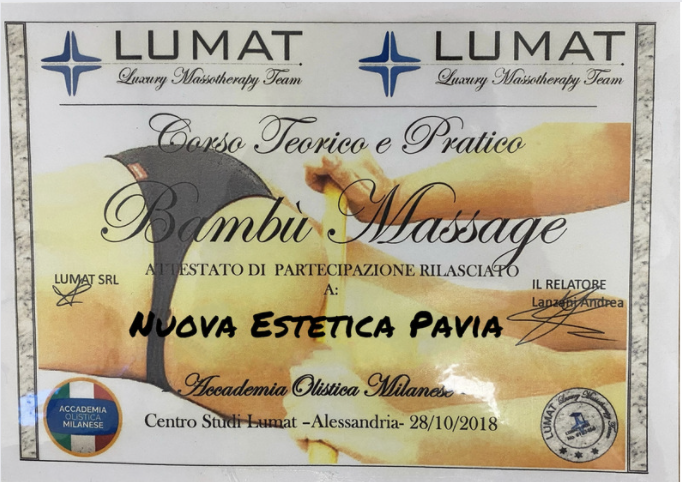 LUMAT LUMAT
Luxury Massotherapy Team Luxury Massotherapy Team
Corso Teorico e Pratico
Bambù Massage
ATTESTATO DI PARTECIPAZIONE RILASCIATO
A:
LUMAT SRL
IL RELATORE
Lanzani Andrea
NUOVA ESTETICA PAVIA
- Accademia Olistica Milanese -
Centro Studi Lumat –Alessandria- 28/10/2018
ACCADEMIA
OLISTICA
MILANESE
LUMAT Luxury Massotherapy Team